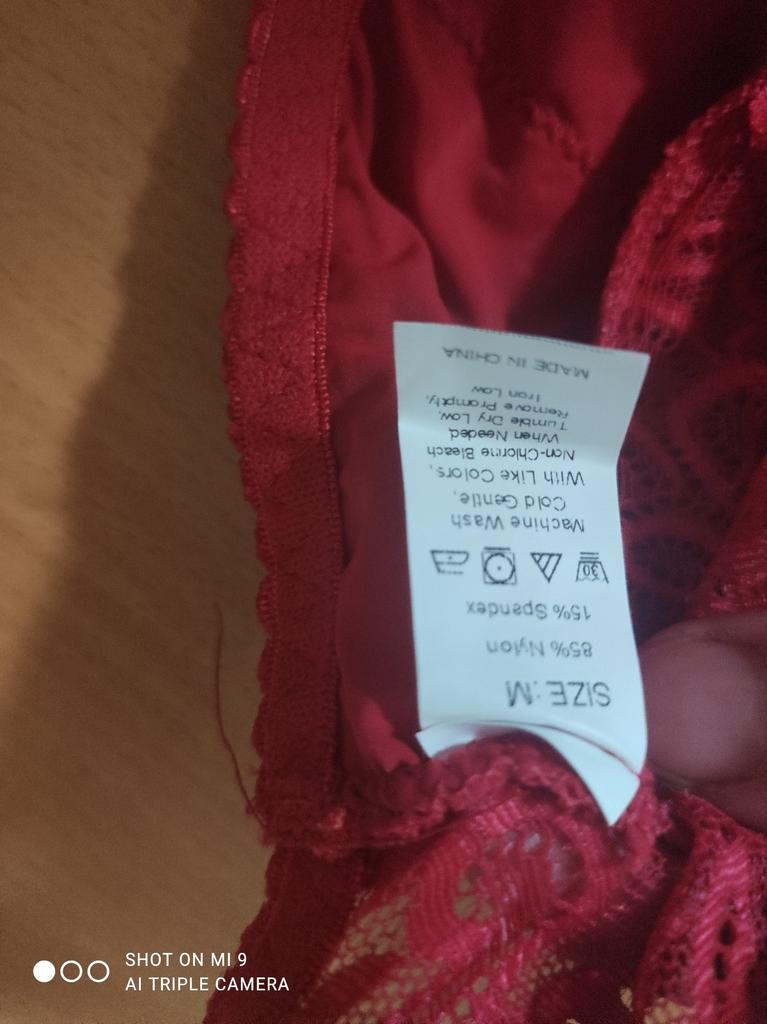 SIZE:M
85% Nylon
15% Spandex
30
Machine Wash
Cold Gentle,
With Like Colors,
Non-Chlorine Bleach
When Needed
Tumble Dry Low,
Remove Promptly,
Iron Low
MADE IN CHINA
SHOT ON MI 9
AI TRIPLE CAMERA